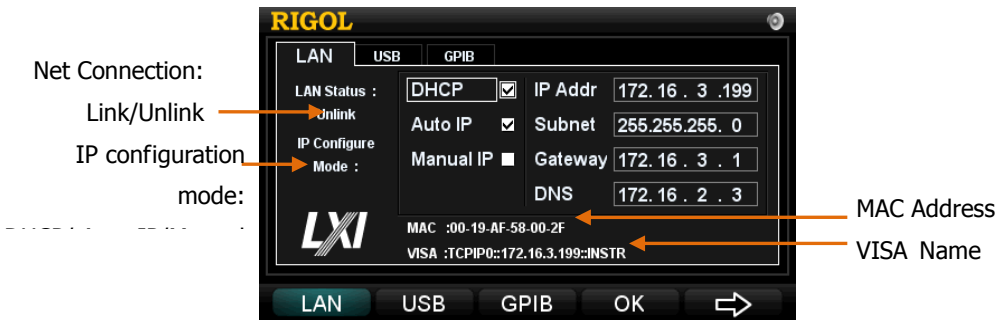 RIGOL
LAN USB GPIB
Net Connection:
Link/Unlink
IP configuration
mode:
LAN Status :
Unlink
IP Configure
Mode :
DHCP
Auto IP
Manual IP
IP Addr 172. 16 . 3 .199
Subnet 255.255.255. 0
Gateway 172. 16 . 3 . 1
DNS 172. 16 . 2 . 3
LXI
MAC :00-19-AF-58-00-2F
VISA :TCPIP0::172.16.3.199::INSTR
MAC Address
VISA Name
LAN USB GPIB OK